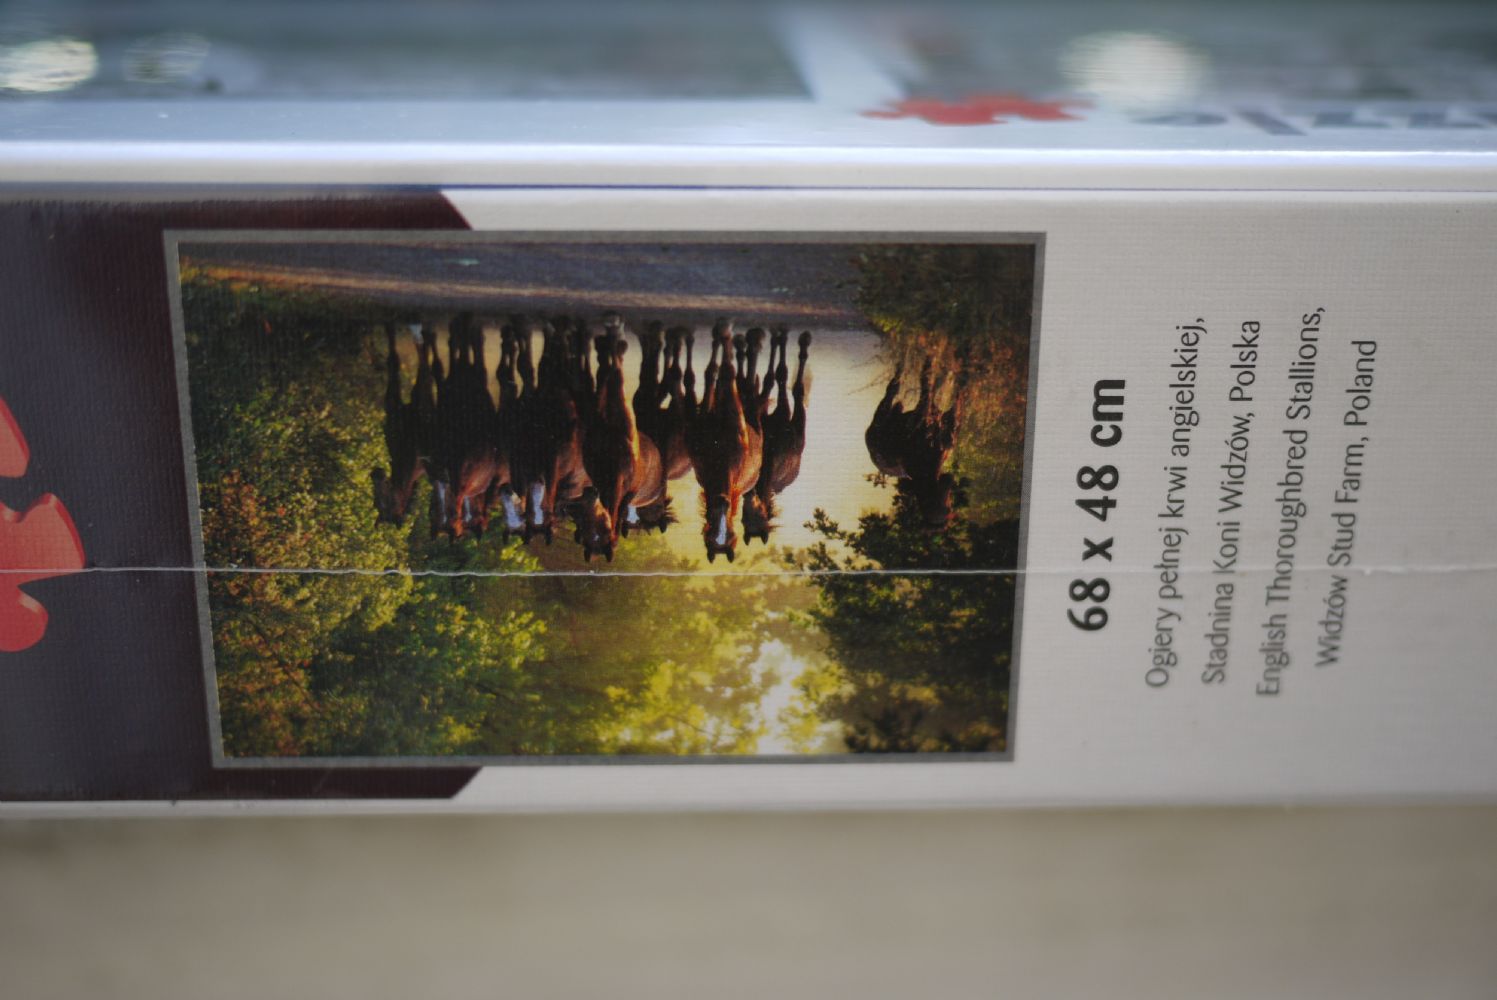 68 x 48 cm
Ogiery pełnej krwi angielskiej,
Stadnina Koni Widzów, Polska
English Thoroughbred Stallions,
Widzów Stud Farm, Poland